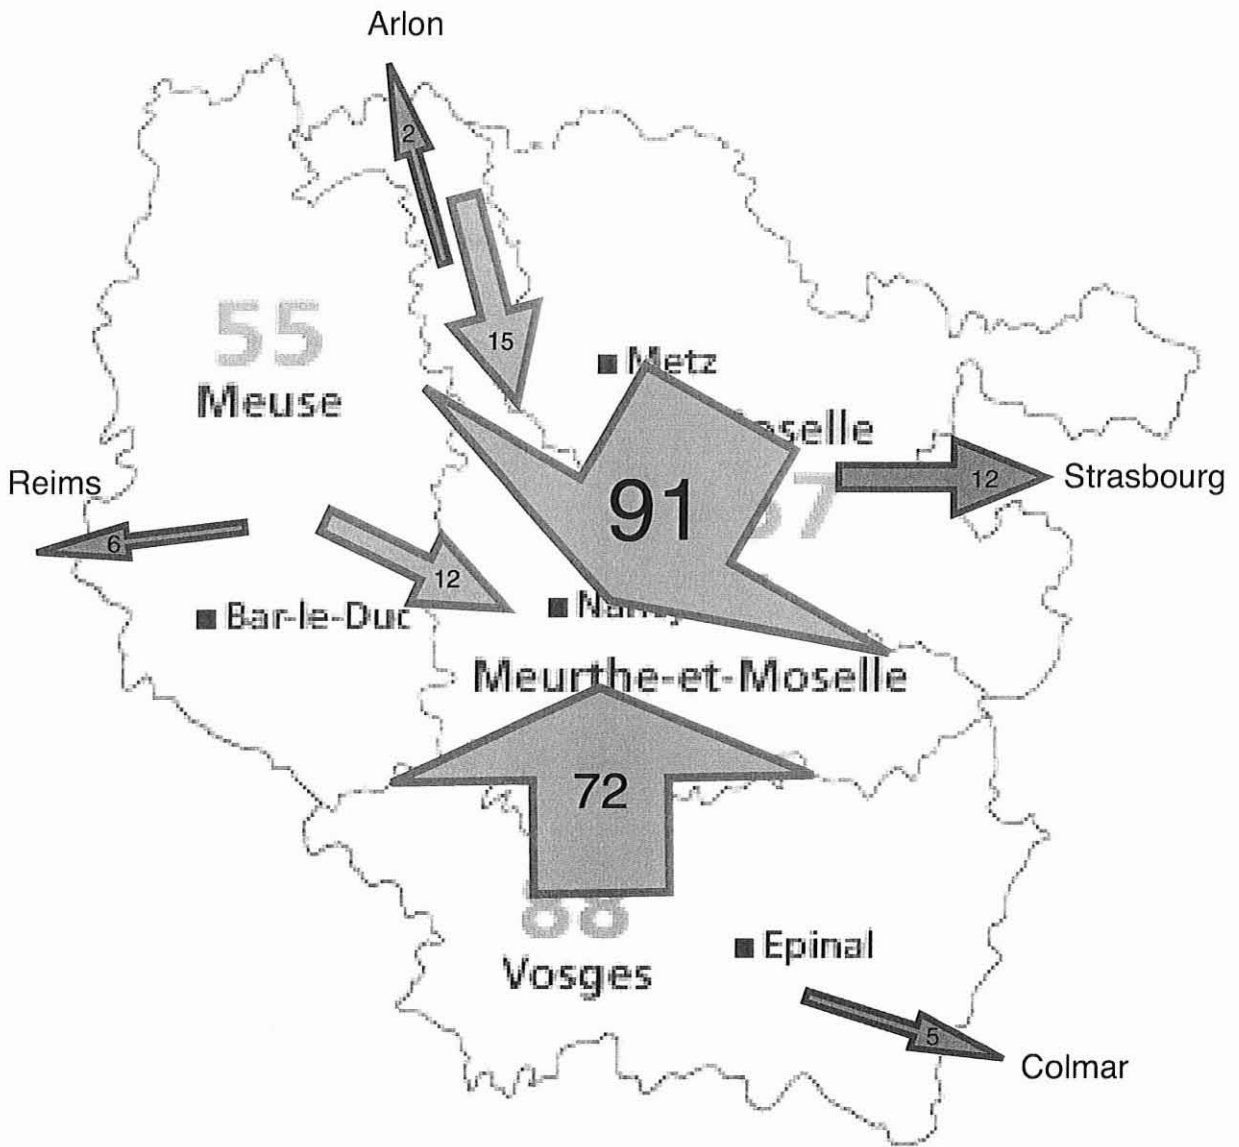 Arlon
2
15
55
Meuse
Metz
91
Reims
12
Strasbourg
6
12
Bar-le-Duc
Meurthe-et-Moselle
72
Vosges
Epinal
5
Colmar